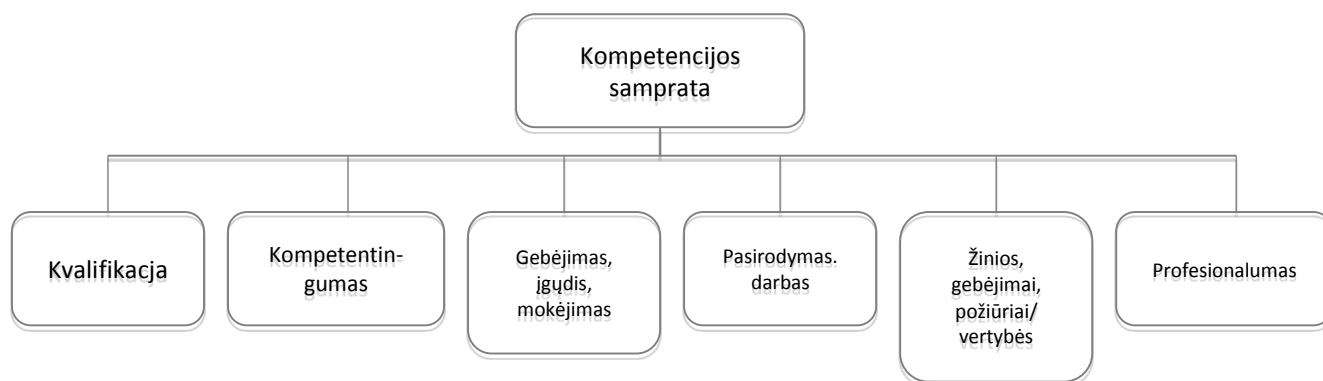 Kompetencijos
samprata
Kvalifikacja
Kompetentin-
gumas
Gebėjimas,
įgūdis,
mokėjimas
Pasirodymas.
darbas
Žinios,
gebėjimai,
požiūriai/
vertybės
Profesionalumas